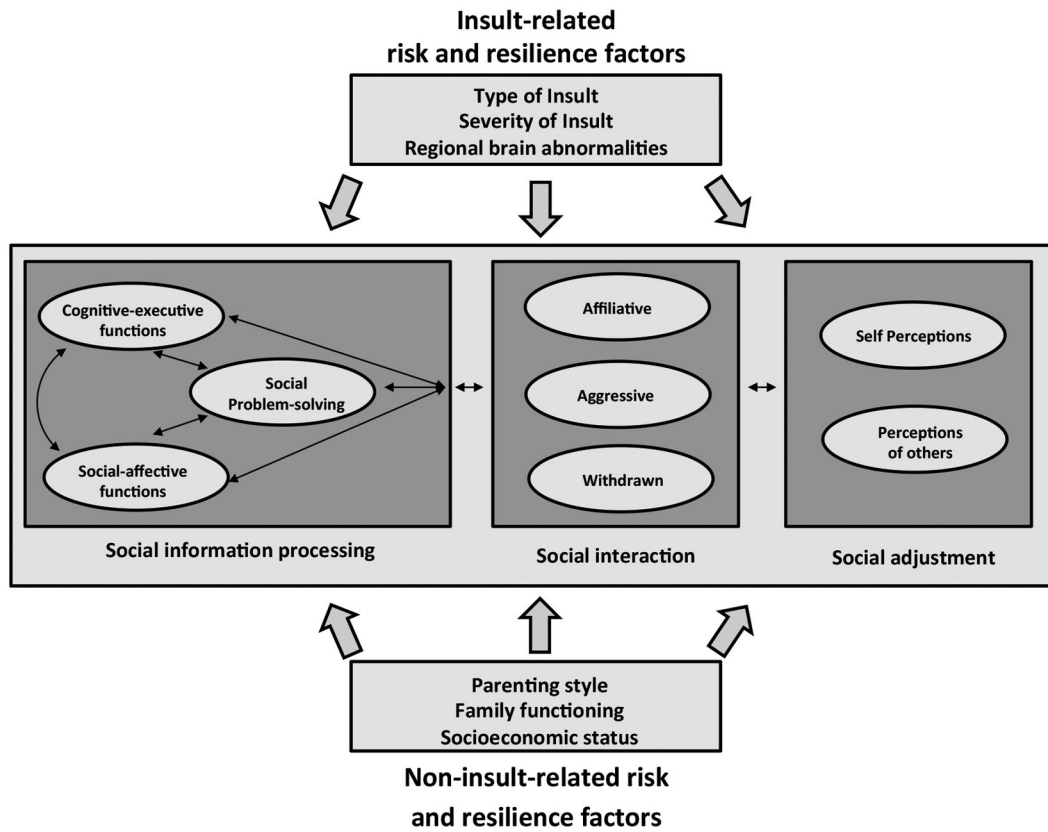 Insult-related
risk and resilience factors
Type of Insult
Severity of Insult
Regional brain abnormalities
Cognitive-executive
functions
Social
Problem-solving
Social-affective
functions
Social information processing
Affiliative
Aggressive
Withdrawn
Social interaction
Self Perceptions
Perceptions
of others
Social adjustment
Parenting style
Family functioning
Socioeconomic status
Non-insult-related risk
and resilience factors